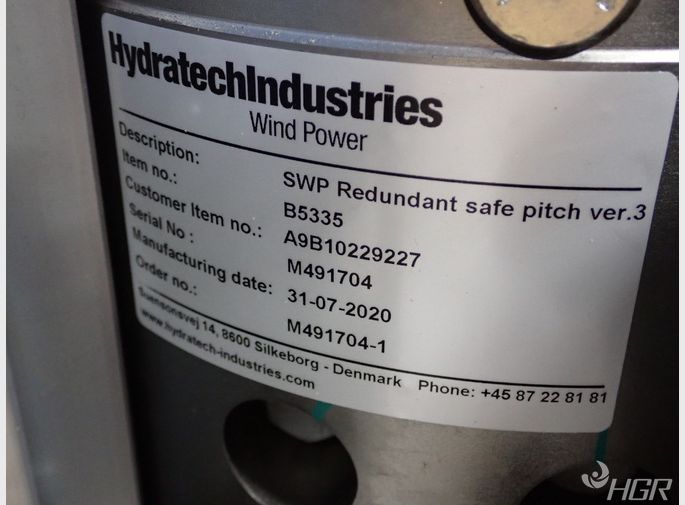 HydratechIndustries
Wind Power
Description: SWP Redundant safe pitch ver.3
Item no.: B5335
Customer Item no.: A9B10229227
Serial No : M491704
Manufacturing date: 31-07-2020
Order no.: M491704-1
Suensonsvej 14, 8600 Silkeborg - Denmark Phone: +45 87 22 81 81
www.hydratech-industries.com
HGR